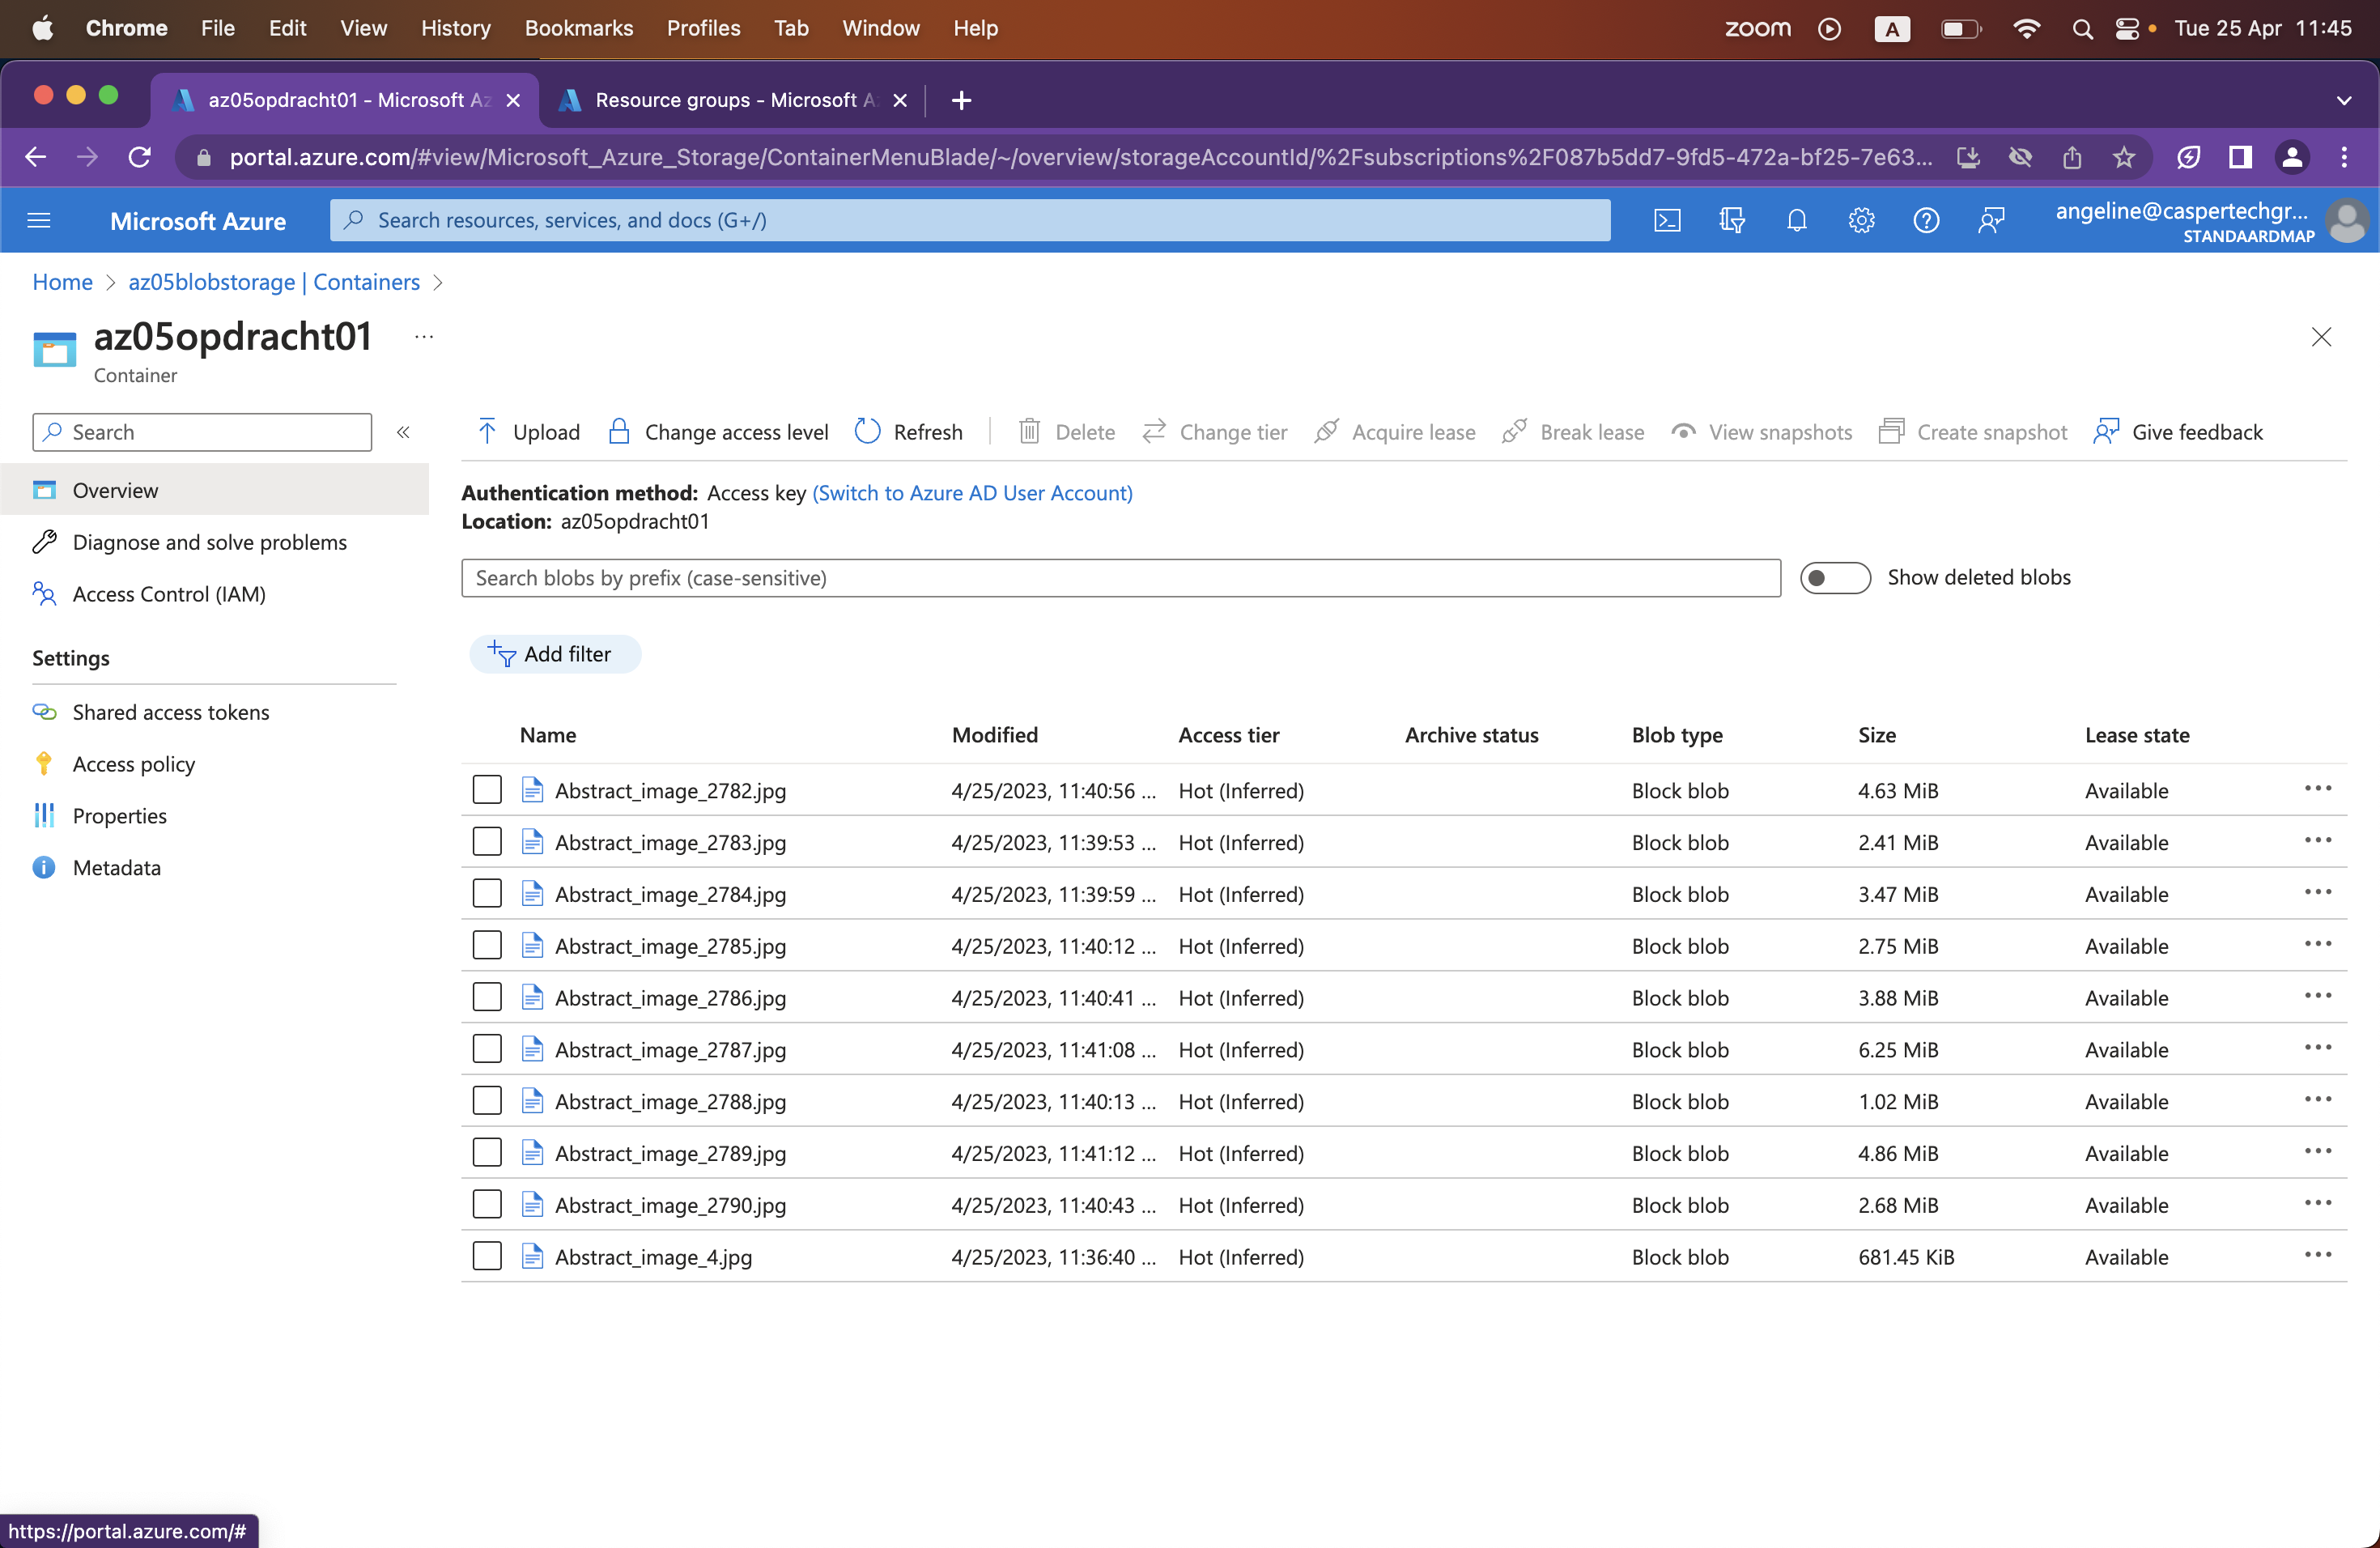 Chrome File Edit View History Bookmarks Profiles Tab Window Help zoom A Tue 25 Apr 11:45
az05opdracht01 - Microsoft Az Resource groups - Microsoft A
portal.azure.com/#view/Microsoft_Azure_Storage/ContainerMenuBlade/~/overview/storageAccountId/%2Fsubscriptions%2F087b5dd7-9fd5-472a-bf25-7e63...
Microsoft Azure Search resources, services, and docs (G+/) angeline@caspertechgr...
STANDAARDMAP
Home > az05blobstorage | Containers >
az05opdracht01 ...
Container
Search « Upload Change access level Refresh Delete Change tier Acquire lease Break lease View snapshots Create snapshot Give feedback
Overview
Diagnose and solve problems
Access Control (IAM)
Settings
Shared access tokens
Access policy
Properties
Metadata
Authentication method: Access key (Switch to Azure AD User Account)
Location: az05opdracht01
Search blobs by prefix (case-sensitive) Show deleted blobs
Add filter
Name Modified Access tier Archive status Blob type Size Lease state
Abstract_image_2782.jpg 4/25/2023, 11:40:56 ... Hot (Inferred) Block blob 4.63 MiB Available ...
Abstract_image_2783.jpg 4/25/2023, 11:39:53 ... Hot (Inferred) Block blob 2.41 MiB Available ...
Abstract_image_2784.jpg 4/25/2023, 11:39:59 ... Hot (Inferred) Block blob 3.47 MiB Available ...
Abstract_image_2785.jpg 4/25/2023, 11:40:12 ... Hot (Inferred) Block blob 2.75 MiB Available ...
Abstract_image_2786.jpg 4/25/2023, 11:40:41 ... Hot (Inferred) Block blob 3.88 MiB Available ...
Abstract_image_2787.jpg 4/25/2023, 11:41:08 ... Hot (Inferred) Block blob 6.25 MiB Available ...
Abstract_image_2788.jpg 4/25/2023, 11:40:13 ... Hot (Inferred) Block blob 1.02 MiB Available ...
Abstract_image_2789.jpg 4/25/2023, 11:41:12 ... Hot (Inferred) Block blob 4.86 MiB Available ...
Abstract_image_2790.jpg 4/25/2023, 11:40:43 ... Hot (Inferred) Block blob 2.68 MiB Available ...
Abstract_image_4.jpg 4/25/2023, 11:36:40 ... Hot (Inferred) Block blob 681.45 KiB Available ...
https://portal.azure.com/#